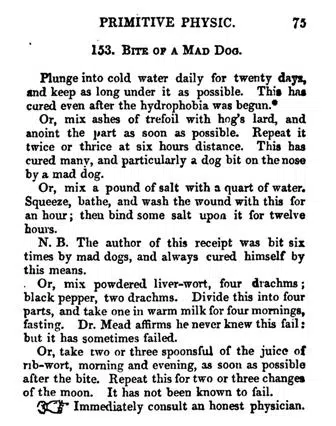 PRIMITIVE PHYSIC. 75
153. BITE OF A MAD DOG.
Plunge into cold water daily for twenty days,
and keep as long under it as possible. This has
cured even after the hydrophobia was begun.*
Or, mix ashes of trefoil with hog's lard, and
anoint the part as soon as possible. Repeat it
twice or thrice at six hours distance. This has
cured many, and particularly a dog bit on the nose
by a mad dog.
Or, mix a pound of salt with a quart of water.
Squeeze, bathe, and wash the wound with this for
an hour; then bind some salt upon it for twelve
hours.
N. B. The author of this receipt was bit six
times by mad dogs, and always cured himself by
this means.
Or, mix powdered liver-wort, four drachms;
black pepper, two drachms. Divide this into four
parts, and take one in warm milk for four mornings,
fasting. Dr. Mead affirms he never knew this fail:
but it has sometimes failed.
Or, take two or three spoonsful of the juice of
rib-wort, morning and evening, as soon as possible
after the bite. Repeat this for two or three changes
of the moon. It has not been known to fail.
☞ Immediately consult an honest physician.